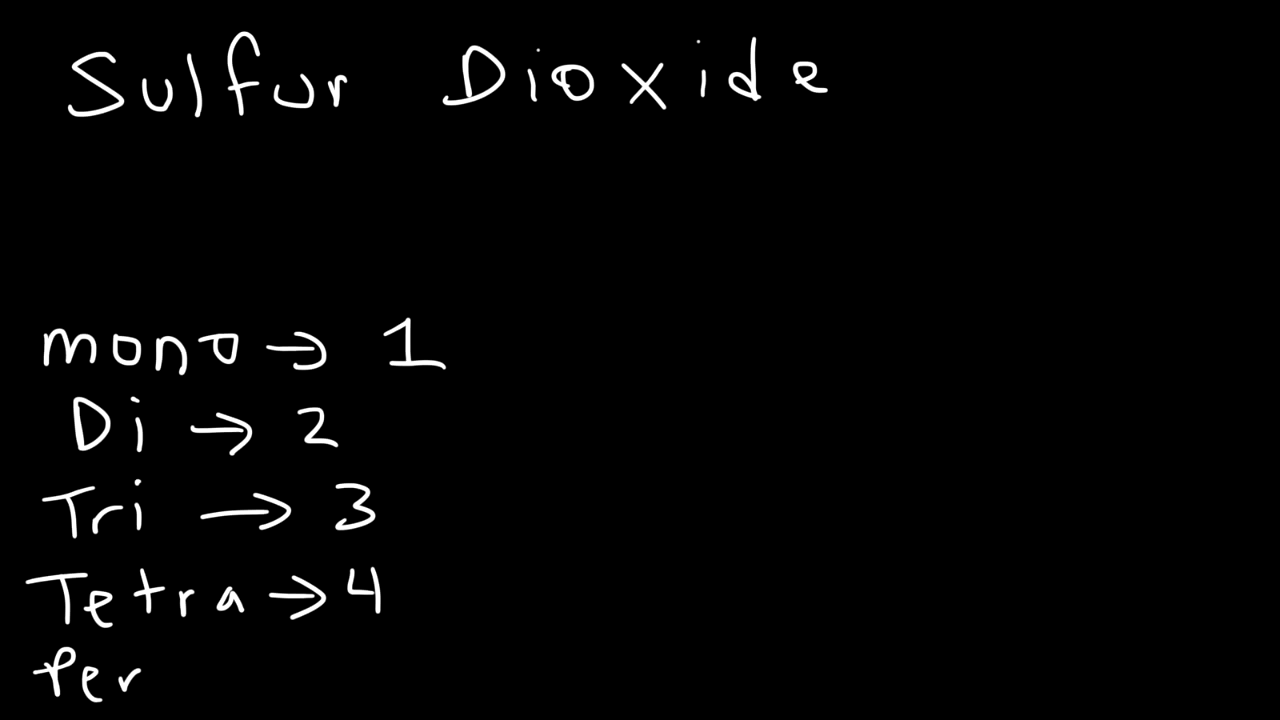 Sulfur Dioxide
mono → 1
Di → 2
Tri → 3
Tetra → 4
Per